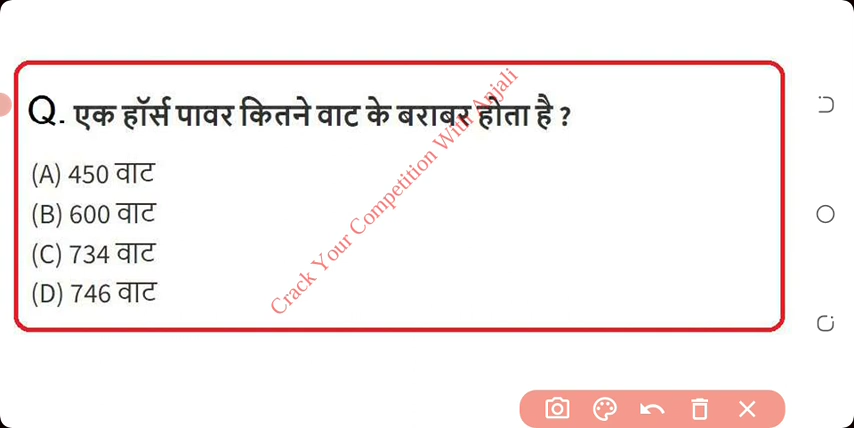 Q. एक हॉर्स पावर कितने वाट के बराबर होता है ?
(A) 450 वाट
(B) 600 वाट
(C) 734 वाट
(D) 746 वाट
Crack Your Competition With Anjali